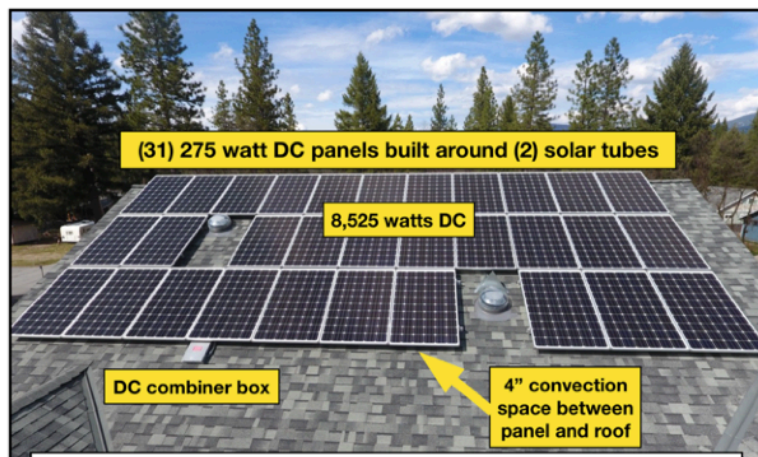 (31) 275 watt DC panels built around (2) solar tubes
8,525 watts DC
DC combiner box
4” convection
space between
panel and roof